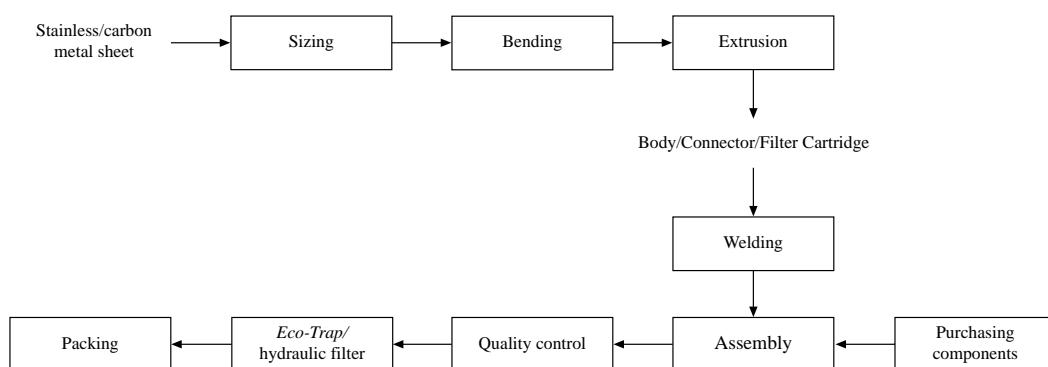 Stainless/carbon
metal sheet
Sizing
Bending
Extrusion
Body/Connector/Filter Cartridge
Welding
Packing
Eco-Trap/
hydraulic filter
Quality control
Assembly
Purchasing
components